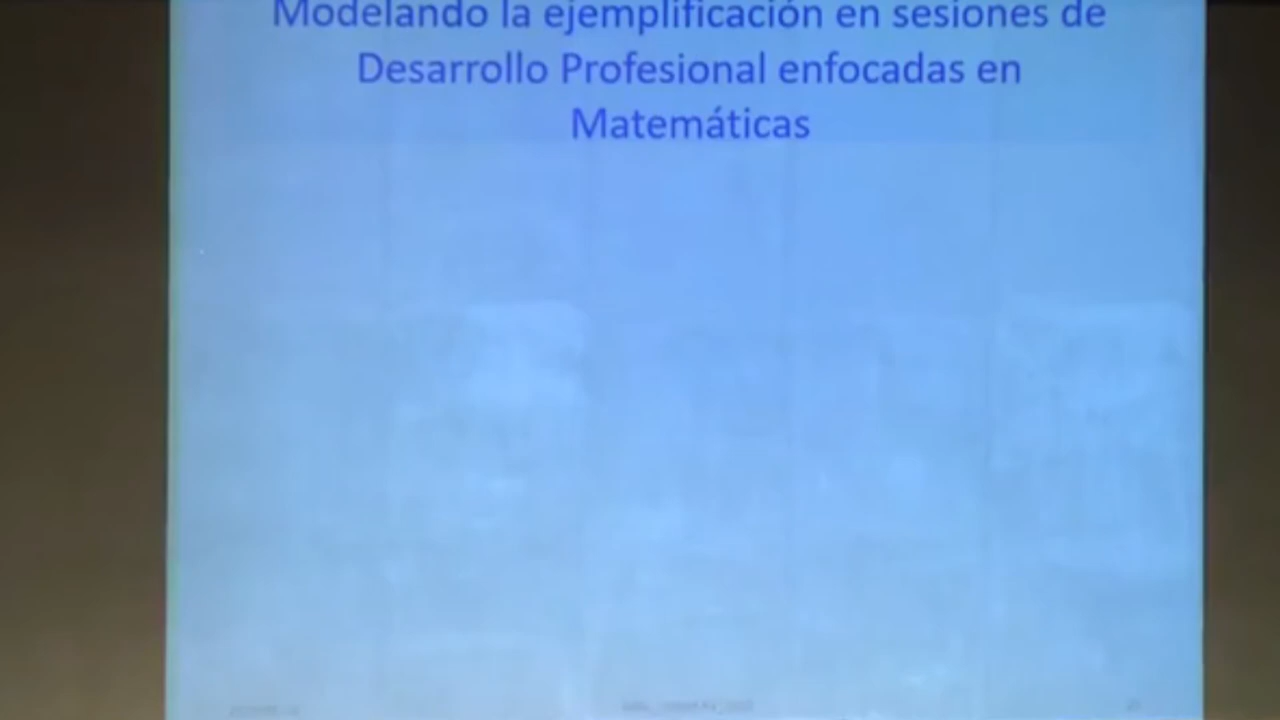 Modelando la ejemplificación en sesiones de
Desarrollo Profesional enfocadas en
Matemáticas